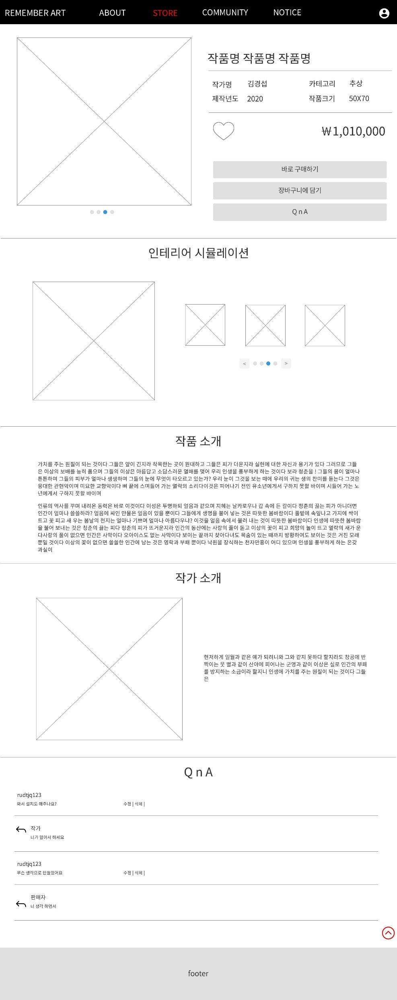 REMEMBER ART ABOUT STORE COMMUNITY NOTICE
작품명 작품명 작품명
작가명 김경섭 카테고리 추상
제작년도 2020 작품크기 50X70
₩1,010,000
바로 구매하기
장바구니에 담기
Q n A
인테리어 시뮬레이션
< >
작품 소개
가치를 주는 원질이 되는 것이다 그들은 앞이 긴지라 착목한는 곳이 원대하고 그들은 피가 더운지라 실현에 대한 자신과 용기가 있다 그러므로 그들
은 이상의 보배를 능히 품으며 그들의 이상은 아름답고 소담스러운 열매를 맺어 우리 인생을 풍부하게 하는 것이다 보라 청춘을 ! 그들의 몸이 얼마나
튼튼하며 그들의 피부가 얼마나 생생하며 그들의 눈에 무엇이 타오르고 있는가? 우리 눈이 그것을 보는 때에 우리의 귀는 생의 찬미를 듣는다 그것은
웅대한 관현악이며 미묘한 교향악이다 뼈 끝에 스며들어 가는 열락의 소리다이것은 피어나기 전인 유소년에게서 구하지 못할 바이며 시들어 가는 노
년에게서 구하지 못할 바이며
인류의 역사를 꾸며 내려온 동력은 바로 이것이다 이성은 투명하되 얼음과 같으며 지혜는 날카로우나 갑 속에 든 칼이다 청춘의 끓는 피가 아니더면
인간이 얼마나 쓸쓸하랴? 얼음에 싸인 만물은 얼음이 있을 뿐이다 그들에게 생명을 불어 넣는 것은 따뜻한 봄바람이다 풀밭에 속잎나고 가지에 싹이
트고 꽃 피고 새 우는 봄날의 천지는 얼마나 기쁘며 얼마나 아름다우냐? 이것을 얼음 속에서 불러 내는 것이 따뜻한 봄바람이다 인생에 따뜻한 봄바람
을 불어 보내는 것은 청춘의 끓는 피다 청춘의 피가 뜨거운지라 인간의 동산에는 사랑의 풀이 돋고 이상의 꽃이 피고 희망의 놀이 뜨고 열락의 새가 운
다사랑의 풀이 없으면 인간은 사막이다 오아이스도 없는 사막이다 보이는 끝까지 찾아다녀도 목숨이 있는 때까지 방황하여도 보이는 것은 거친 모래
뿐일 것이다 이상의 꽃이 없으면 쓸쓸한 인간에 남는 것은 영락과 부패 뿐이다 낙원을 장식하는 천자만홍이 어디 있으며 인생을 풍부하게 하는 온갖
과실이
작가 소개
현저하게 일월과 같은 예가 되려니와 그와 같지 못하다 할지라도 창공에 반
짝이는 뭇 별과 같이 산야에 피어나는 군영과 같이 이상은 실로 인간의 부패
를 방지하는 소금이라 할지니 인생에 가치를 주는 원질이 되는 것이다 그들
은
Q n A
rudtjq123
와서 설치도 해주나요? 수정 | 삭제 |
작가
너가 알아서 하세요
rudtjq123
무슨 생각으로 만들었어요 수정 | 삭제 |
판매자
너 생각 하면서
footer